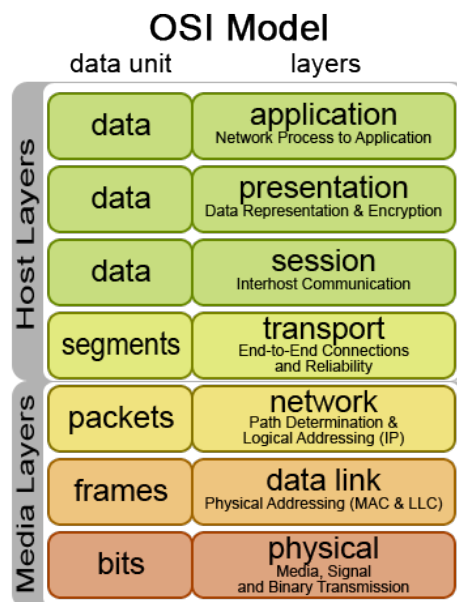 OSI Model
data unit layers
Host Layers
data application
Network Process to Application
data presentation
Data Representation & Encryption
data session
Interhost Communication
segments transport
End-to-End Connections
and Reliability
Media Layers
packets network
Path Determination &
Logical Addressing (IP)
frames data link
Physical Addressing (MAC & LLC)
bits physical
Media, Signal
and Binary Transmission